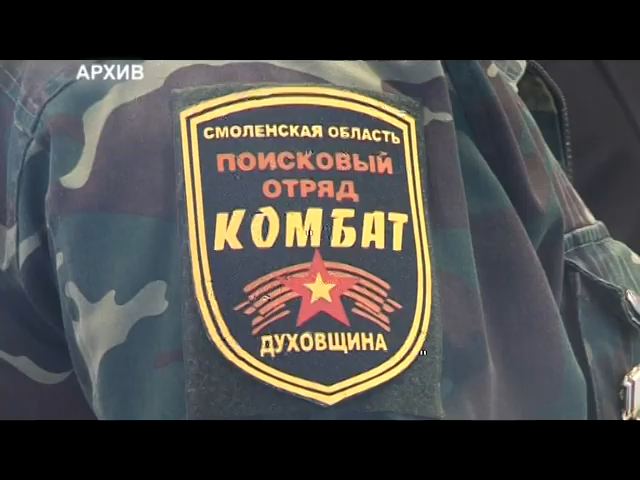 АРХИВ
СМОЛЕНСКАЯ ОБЛАСТЬ
ПОИСКОВЫЙ
ОТРЯД
КОМБАТ
ДУХОВЩИНА